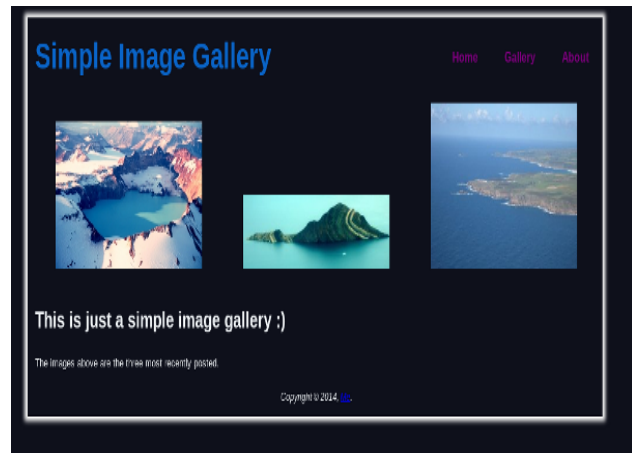 Simple Image Gallery
Home Gallery About
This is just a simple image gallery :)
The images above are the three most recently posted.
Copyright © 2014, .